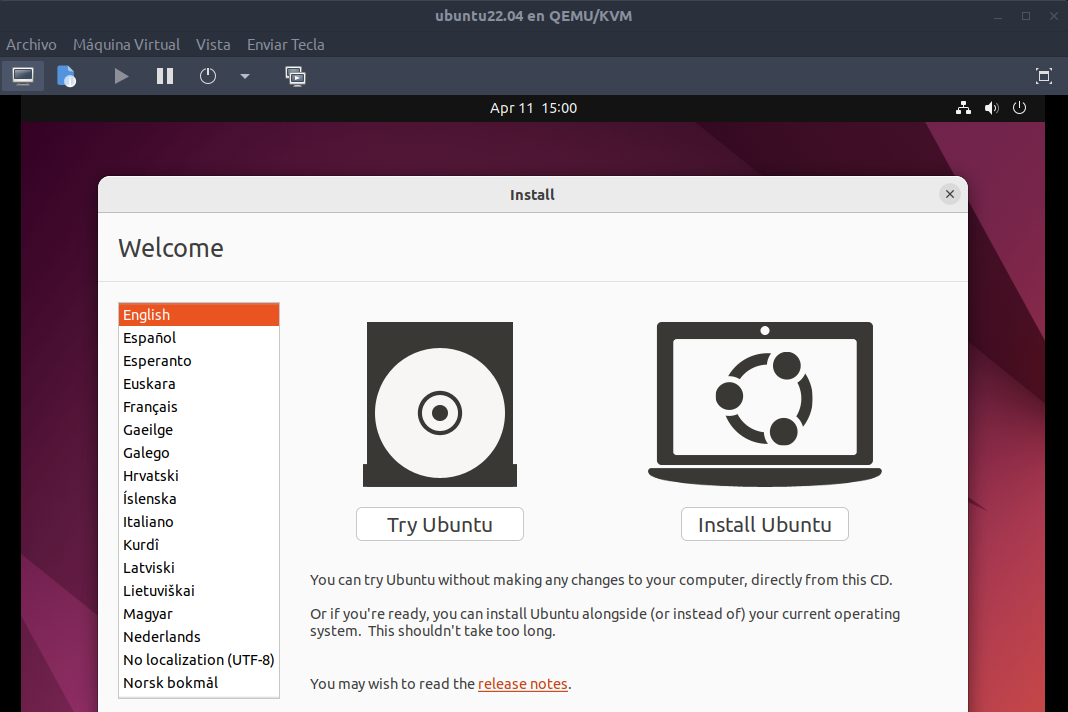 ubuntu22.04 en QEMU/KVM
Archivo Máquina Virtual Vista Enviar Tecla
Apr 11 15:00
Install
Welcome
English
Español
Esperanto
Euskara
Français
Gaeilge
Galego
Hrvatski
Íslenska
Italiano
Kurdî
Latviski
Lietuviškai
Magyar
Nederlands
No localization (UTF-8)
Norsk bokmål
Try Ubuntu
Install Ubuntu
You can try Ubuntu without making any changes to your computer, directly from this CD.
Or if you're ready, you can install Ubuntu alongside (or instead of) your current operating
system. This shouldn't take too long.
You may wish to read the release notes.